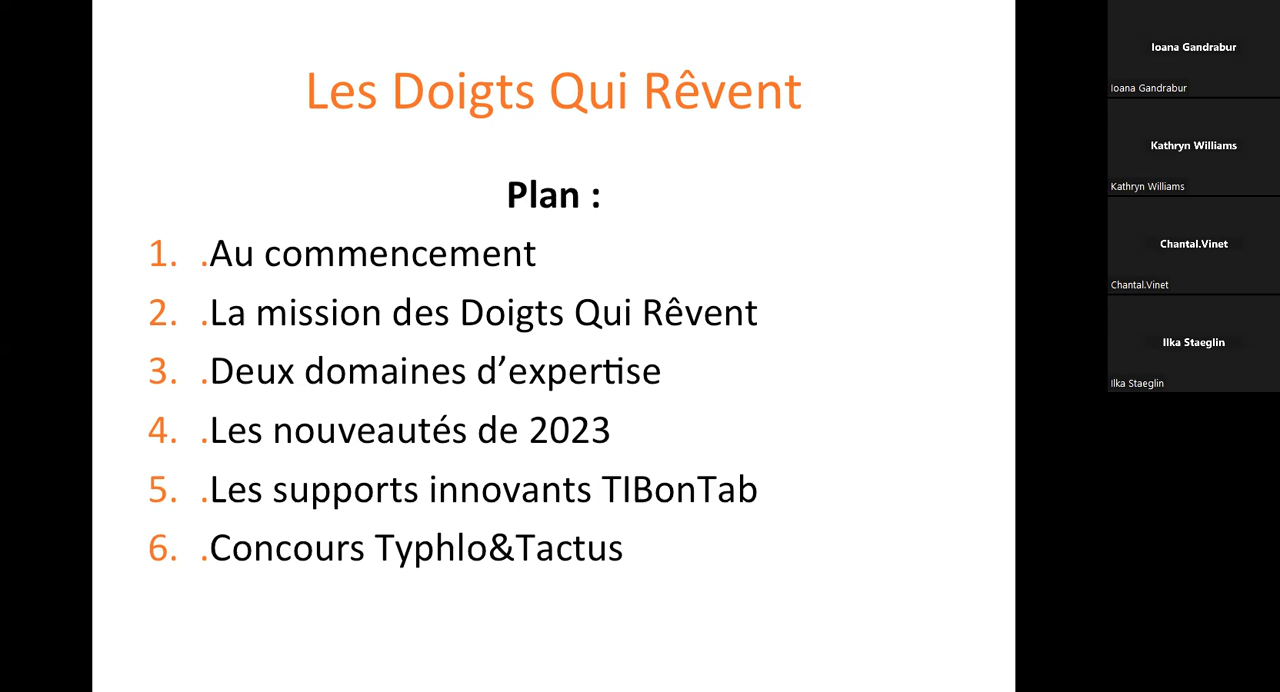 Les Doigts Qui Rêvent
Plan :
1. .Au commencement
2. .La mission des Doigts Qui Rêvent
3. .Deux domaines d’expertise
4. .Les nouveautés de 2023
5. .Les supports innovants TIBonTab
6. .Concours Typhlo&Tactus
Ioana Gandrabur
Ioana Gandrabur
Kathryn Williams
Kathryn Williams
Chantal.Vinet
Chantal.Vinet
Ilka Staeglin
Ilka Staeglin